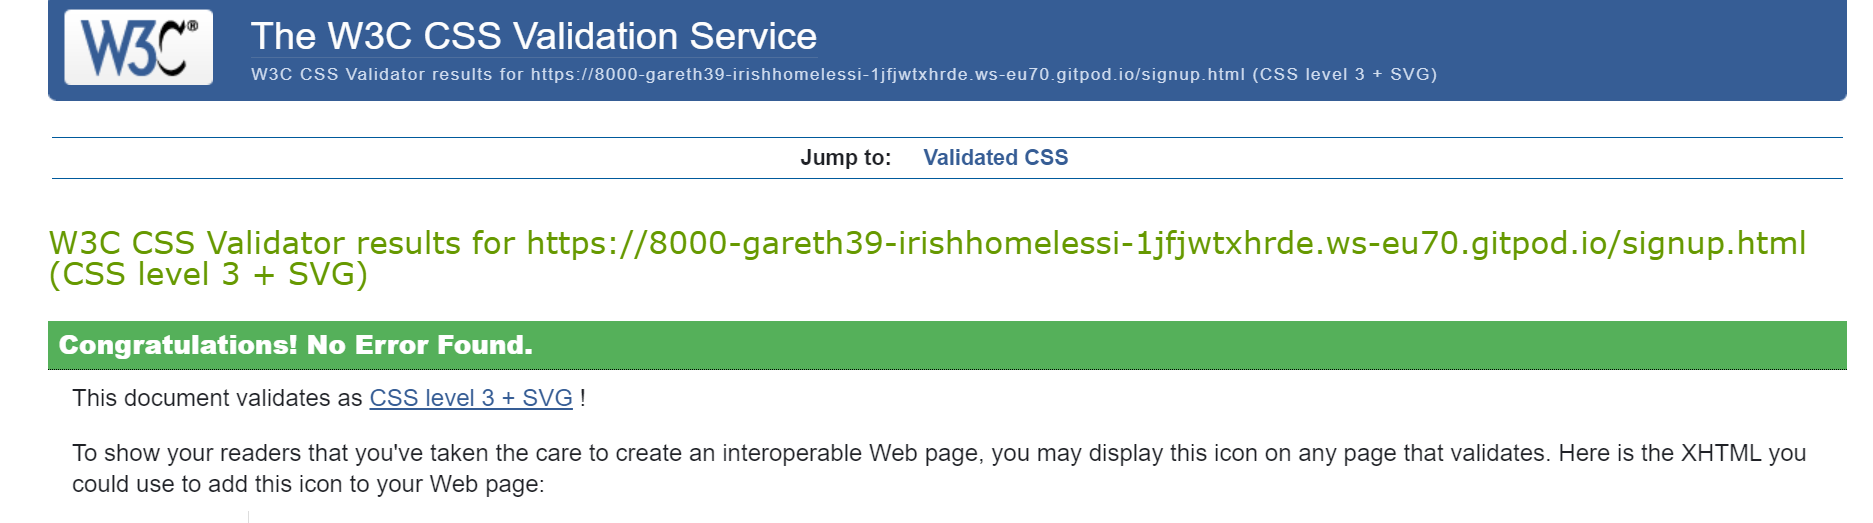 W3C®
The W3C CSS Validation Service
W3C CSS Validator results for https://8000-gareth39-irishhomelessi-1jfjwtxhrde.ws-eu70.gitpod.io/signup.html (CSS level 3 + SVG)
Jump to: Validated CSS
W3C CSS Validator results for https://8000-gareth39-irishhomelessi-1jfjwtxhrde.ws-eu70.gitpod.io/signup.html
(CSS level 3 + SVG)
Congratulations! No Error Found.
This document validates as CSS level 3 + SVG !
To show your readers that you've taken the care to create an interoperable Web page, you may display this icon on any page that validates. Here is the XHTML you
could use to add this icon to your Web page: